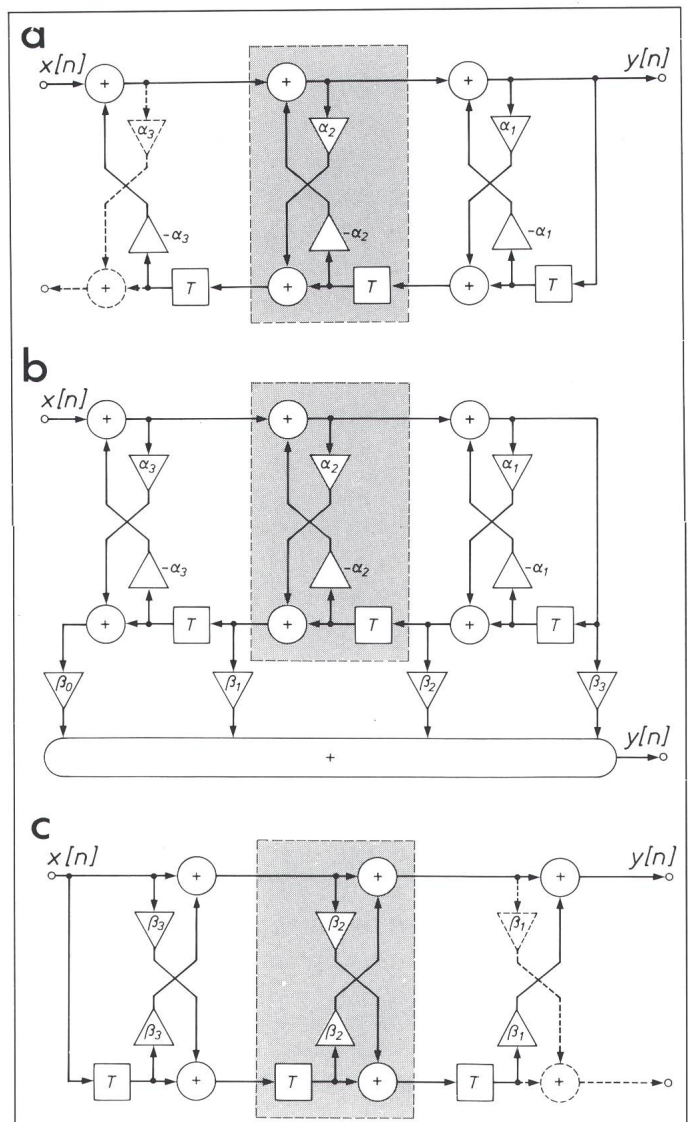 a
x[n] + + + y[n]
α₃ α₂ α₁
-α₃ -α₂ -α₁
+ T + T + T
b
x[n] + + +
α₃ α₂ α₁
-α₃ -α₂ -α₁
+ T + T + T
β₀ β₁ β₂ β₃
+ y[n]
c
x[n] + + + y[n]
β₃ β₂ β₁
β₃ β₂ β₁
T + T + T +